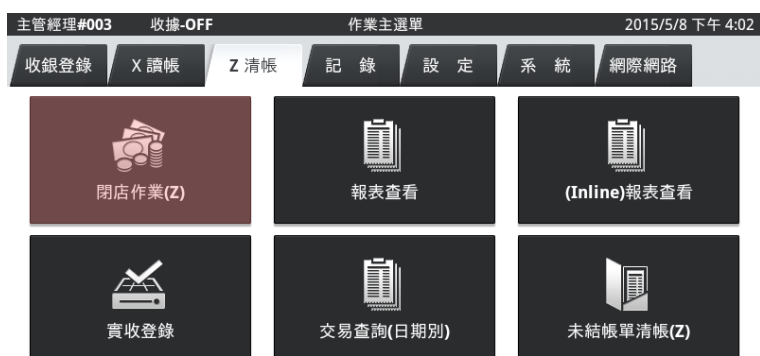 主管經理#003 收據-OFF 作業主選單 2015/5/8 下午 4:02
收銀登錄 X 讀帳 Z 清帳 記 錄 設 定 系 統 網際網路
閉店作業(Z) 報表查看 (Inline)報表查看
實收登錄 交易查詢(日期別) 未結帳單清帳(Z)